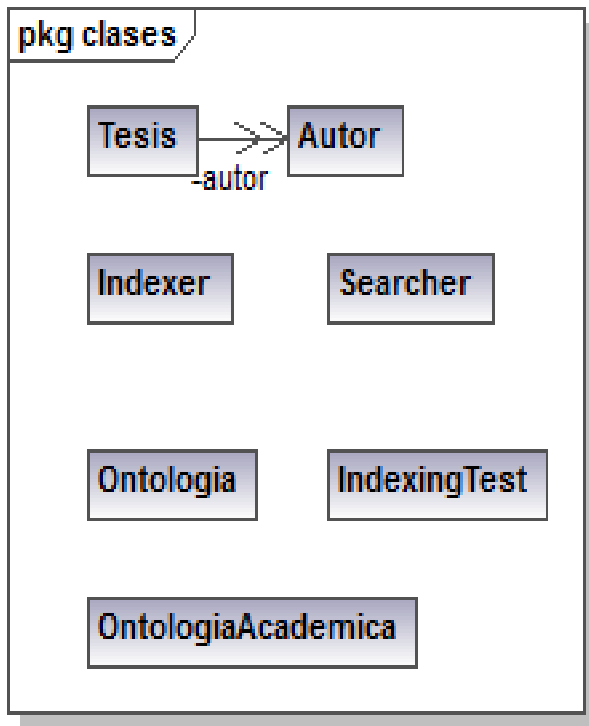 pkg clases
Tesis
Autor
-autor
Indexer
Searcher
Ontologia
IndexingTest
OntologiaAcademica